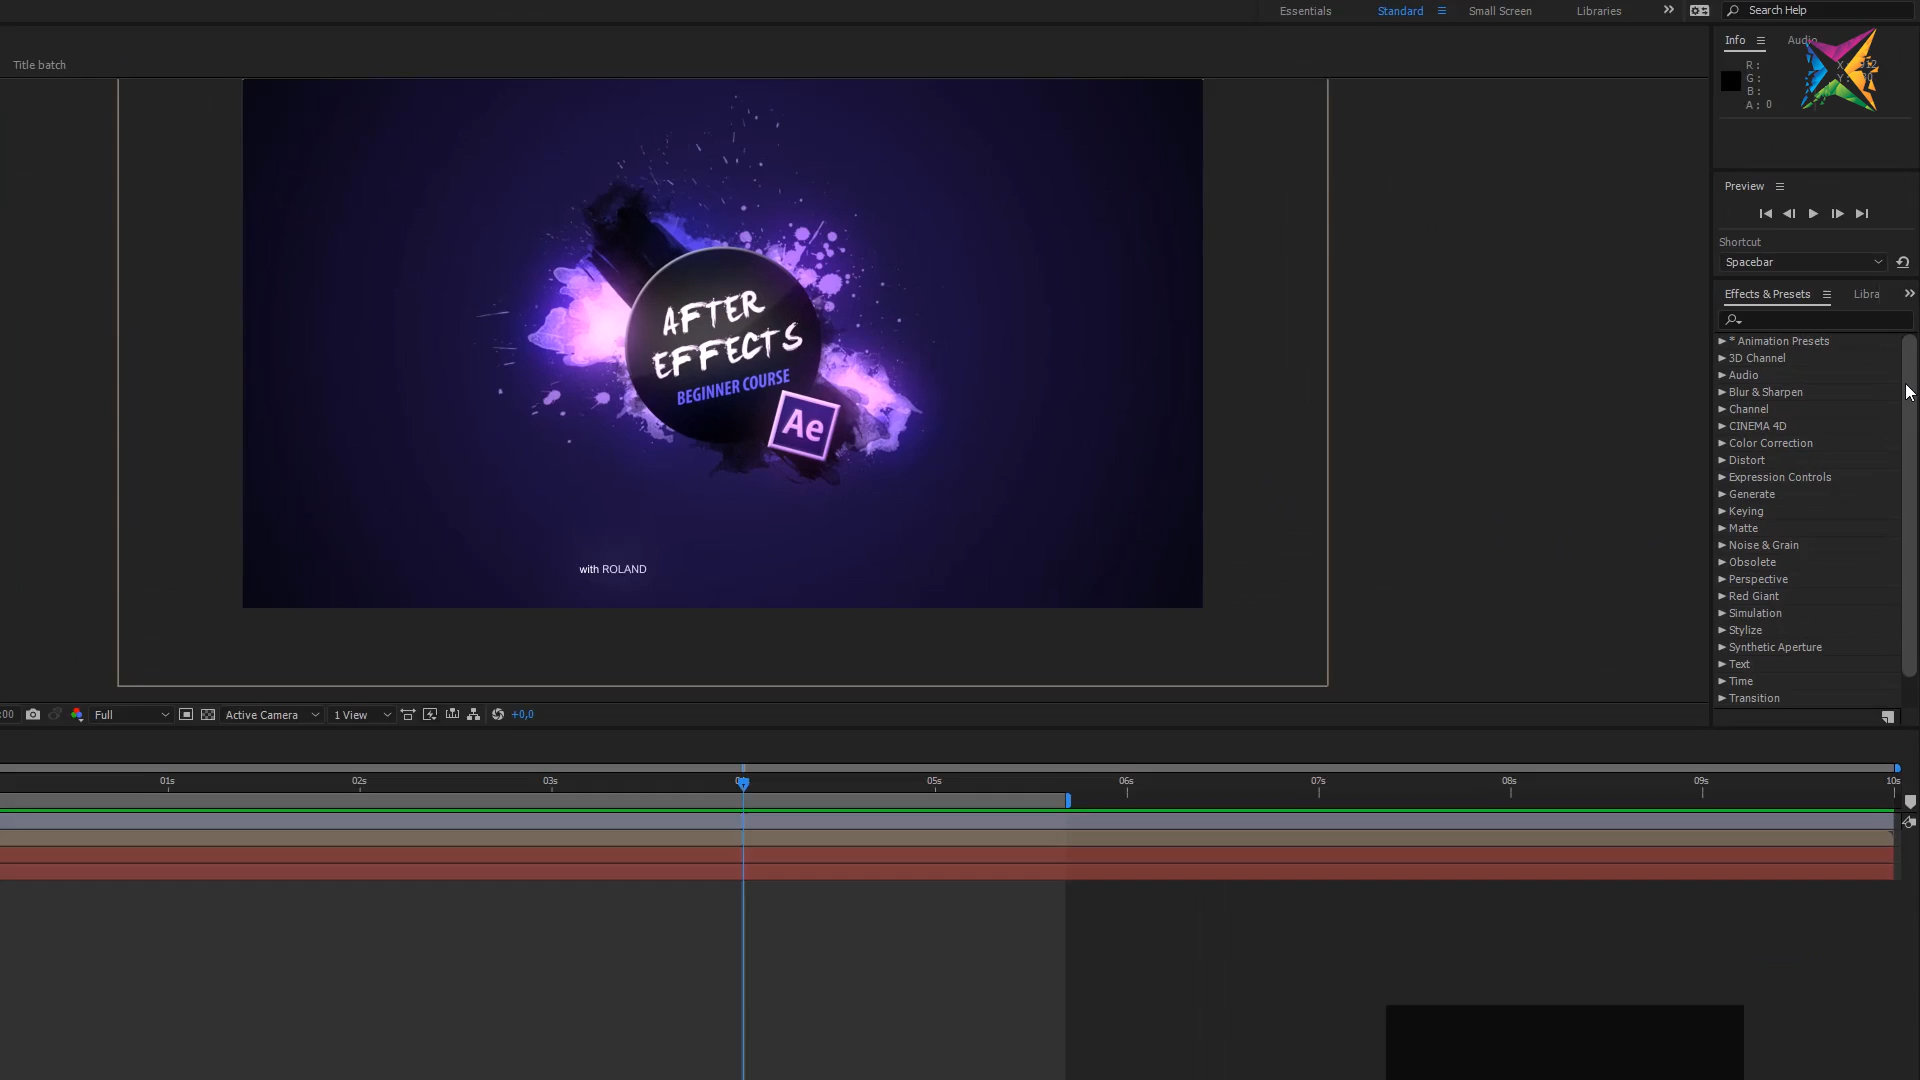 Essentials
Standard
Small Screen
Libraries
Search Help
Info
Audio
R :
G :
B :
A : 0
Title batch
Preview
Shortcut
Spacebar
Effects & Presets
Libra
* Animation Presets
3D Channel
Audio
Blur & Sharpen
Channel
CINEMA 4D
Color Correction
Distort
Expression Controls
Generate
Keying
Matte
Noise & Grain
Obsolete
Perspective
Red Giant
Simulation
Stylize
Synthetic Aperture
Text
Time
Transition
AFTER
EFFECTS
BEGINNER COURSE
Ae
with ROLAND
:00
Full
Active Camera
1 View
+0,0
01s
02s
03s
05s
06s
07s
08s
09s
10s